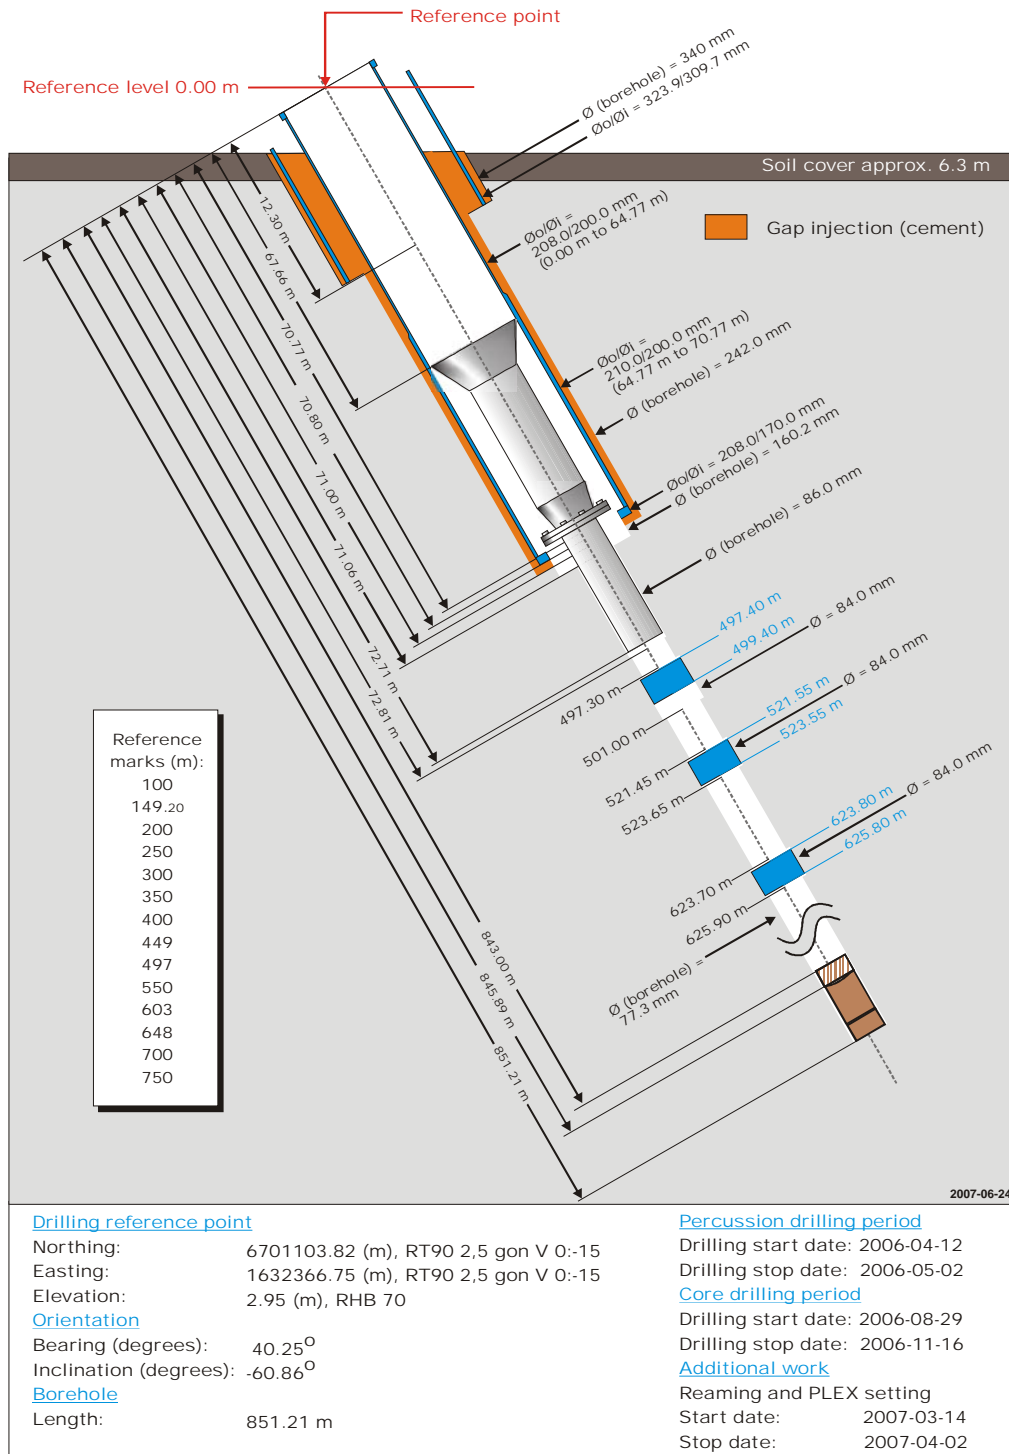 Reference point
Reference level 0.00 m
Ø (borehole) = 340 mm
Øo/Øi = 323.9/309.7 mm
Soil cover approx. 6.3 m
Gap injection (cement)
Øo/Øi =
208.0/200.0 mm
(0.00 m to 64.77 m)
Øo/Øi =
210.0/200.0 mm
(64.77 m to 70.77 m)
Ø (borehole) = 242.0 mm
Øo/Øi = 208.0/170.0 mm
Ø (borehole) = 160.2 mm
Ø (borehole) = 86.0 mm
12.30 m
67.66 m
70.77 m
70.80 m
71.00 m
71.06 m
72.71 m
72.81 m
843.00 m
845.89 m
851.21 m
497.40 m
499.40 m
Ø = 84.0 mm
497.30 m
501.00 m
521.55 m
523.55 m
Ø = 84.0 mm
521.45 m
523.65 m
623.80 m
625.80 m
Ø = 84.0 mm
623.70 m
625.90 m
Ø (borehole) =
77.3 mm
Reference
marks (m):
100
149.20
200
250
300
350
400
449
497
550
603
648
700
750
2007-06-24
Drilling reference point
Northing: 6701103.82 (m), RT90 2,5 gon V 0:-15
Easting: 1632366.75 (m), RT90 2,5 gon V 0:-15
Elevation: 2.95 (m), RHB 70
Orientation
Bearing (degrees): 40.25°
Inclination (degrees): -60.86°
Borehole
Length: 851.21 m
Percussion drilling period
Drilling start date: 2006-04-12
Drilling stop date: 2006-05-02
Core drilling period
Drilling start date: 2006-08-29
Drilling stop date: 2006-11-16
Additional work
Reaming and PLEX setting
Start date: 2007-03-14
Stop date: 2007-04-02